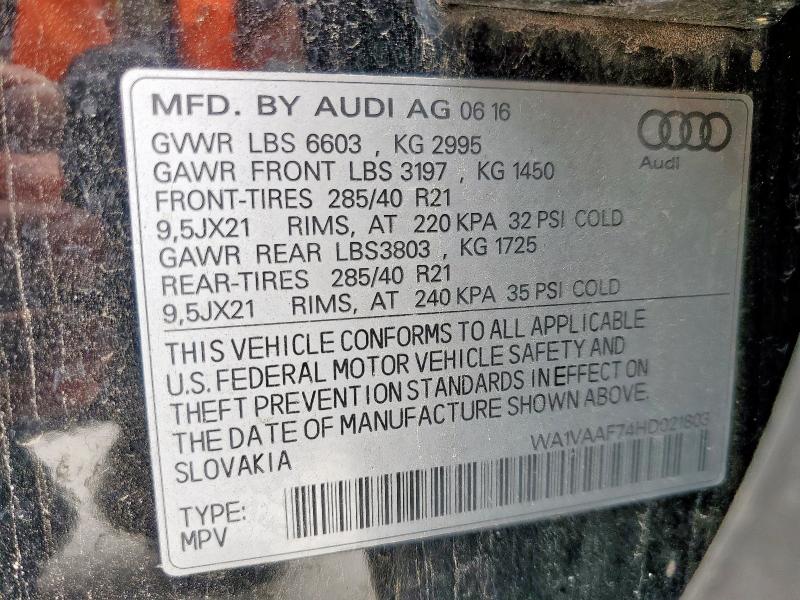 MFD. BY AUDI AG 06 16
Audi
GVWR LBS 6603 , KG 2995
GAWR FRONT LBS 3197 , KG 1450
FRONT-TIRES 285/40 R21
9,5JX21 RIMS, AT 220 KPA 32 PSI COLD
GAWR REAR LBS3803 , KG 1725
REAR-TIRES 285/40 R21
9,5JX21 RIMS, AT 240 KPA 35 PSI COLD
THIS VEHICLE CONFORMS TO ALL APPLICABLE
U.S. FEDERAL MOTOR VEHICLE SAFETY AND
THEFT PREVENTION STANDARDS IN EFFECT ON
THE DATE OF MANUFACTURE SHOWN ABOVE.
SLOVAKIA
WA1VAAF74HD021803
TYPE:
MPV